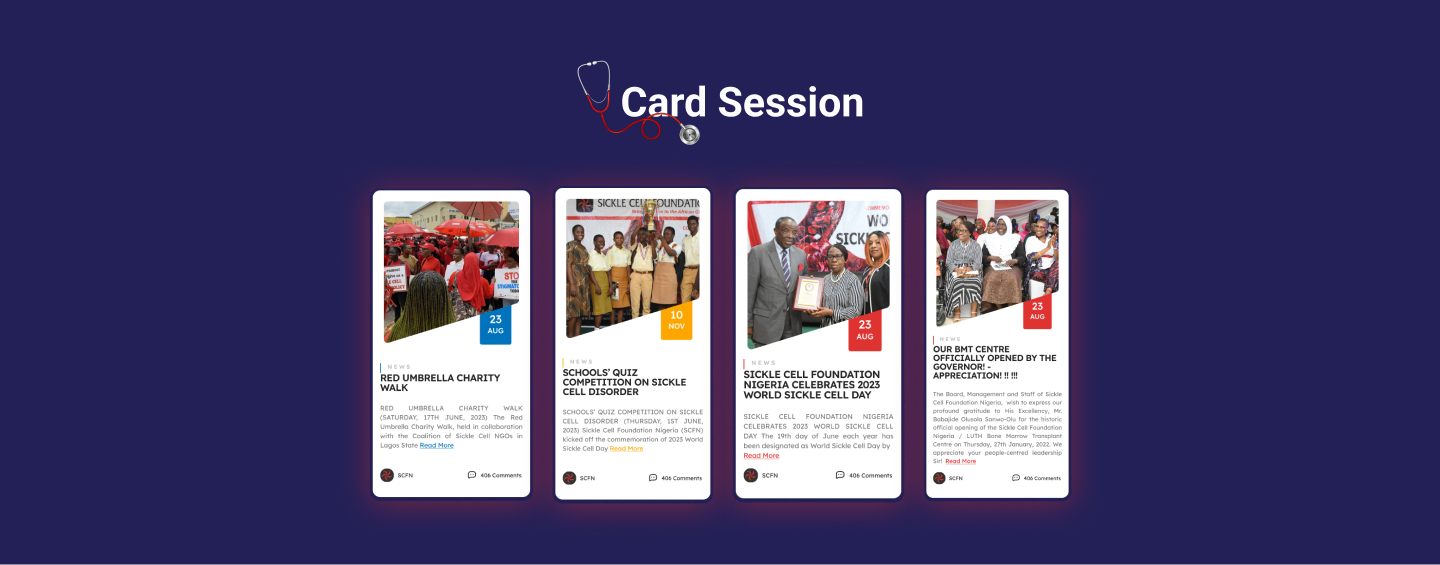 Card Session
STOP
STIGMATI
23
AUG
NEWS
RED UMBRELLA CHARITY
WALK
RED UMBRELLA CHARITY WALK
(SATURDAY, 17TH JUNE, 2023) The Red
Umbrella Charity Walk, held in collaboration
with the Coalition of Sickle Cell NGOs in
Lagos State Read More
SCFN
406 Comments
SICKLE CELL FOUNDATIO
10
NOV
NEWS
SCHOOLS' QUIZ
COMPETITION ON SICKLE
CELL DISORDER
SCHOOLS' QUIZ COMPETITION ON SICKLE
CELL DISORDER (THURSDAY, 1ST JUNE,
2023) Sickle Cell Foundation Nigeria (SCFN)
kicked off the commemoration of 2023 World
Sickle Cell Day Read More
SCFN
406 Comments
WO
SICKL
23
AUG
NEWS
SICKLE CELL FOUNDATION
NIGERIA CELEBRATES 2023
WORLD SICKLE CELL DAY
SICKLE CELL FOUNDATION NIGERIA
CELEBRATES 2023 WORLD SICKLE CELL
DAY The 19th day of June each year has
been designated as World Sickle Cell Day by
Read More
SCFN
406 Comments
23
AUG
NEWS
OUR BMT CENTRE
OFFICIALLY OPENED BY THE
GOVERNOR! -
APPRECIATION! !! !!!
The Board, Management and Staff of Sickle
Cell Foundation Nigeria, wish to express our
profound gratitude to His Excellency, Mr.
Babajide Olusola Sanwo-Olu for the historic
official opening of the Sickle Cell Foundation
Nigeria / LUTH Bone Marrow Transplant
Centre on Thursday, 27th January, 2022. We
appreciate your people-centred leadership
Sir! Read More
SCFN
406 Comments